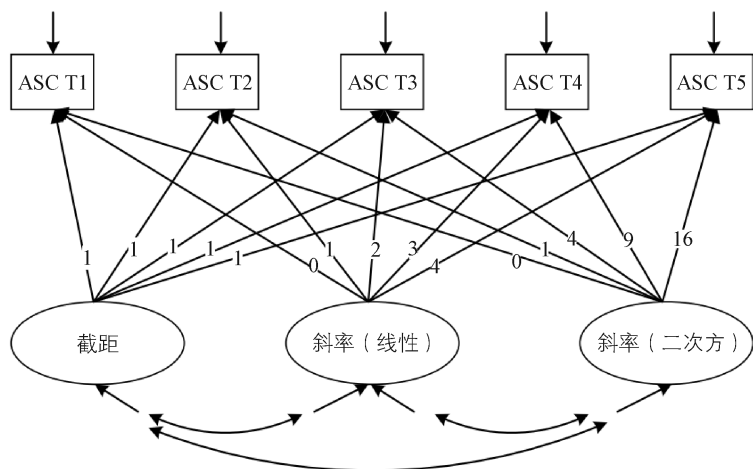 ASC T1 ASC T2 ASC T3 ASC T4 ASC T5
1 1 1 1 1 0 1 2 3 4 0 1 4 9 16
截距 斜率（线性） 斜率（二次方）